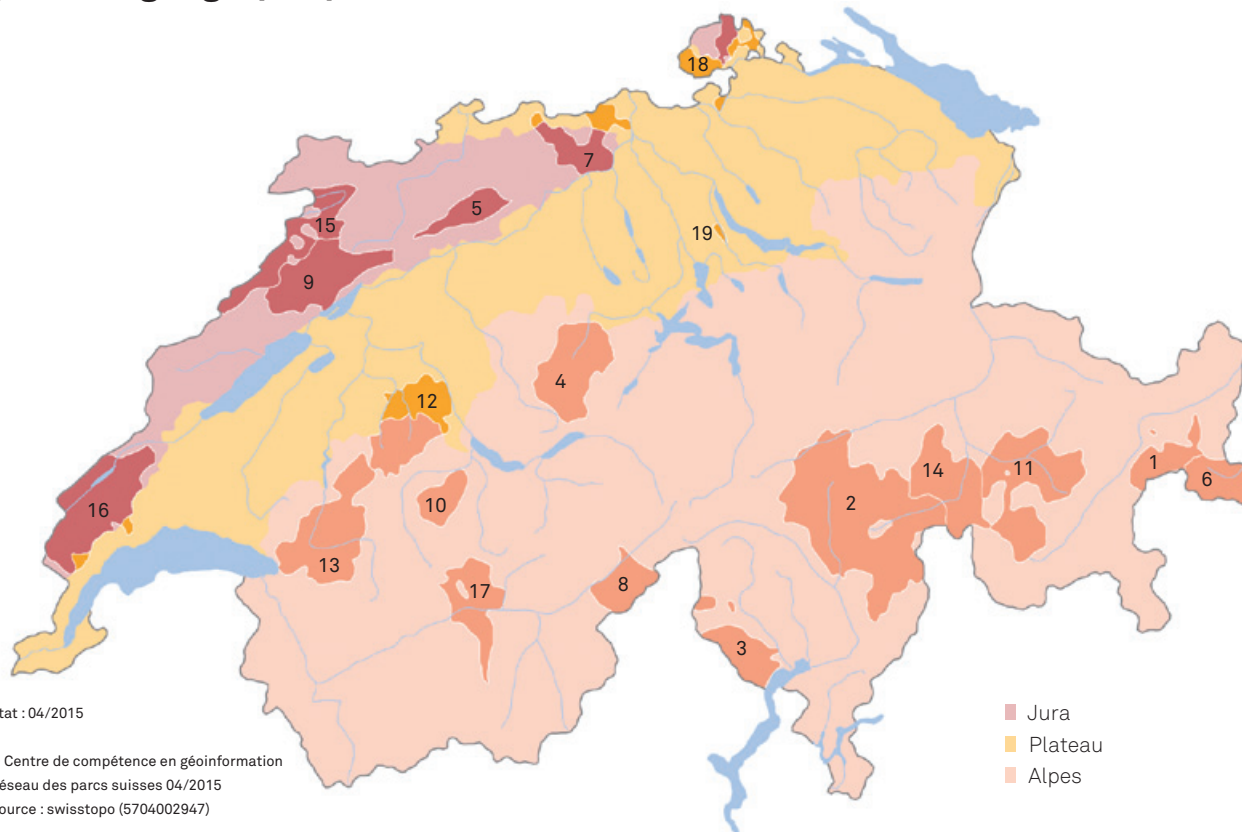 18
7
5
15
19
9
4
12
14
11
1
6
2
16
10
13
17
8
3
tat : 04/2015
Jura
Plateau
Alpes
Centre de compétence en géoinformation
éseau des parcs suisses 04/2015
ource : swisstopo (5704002947)